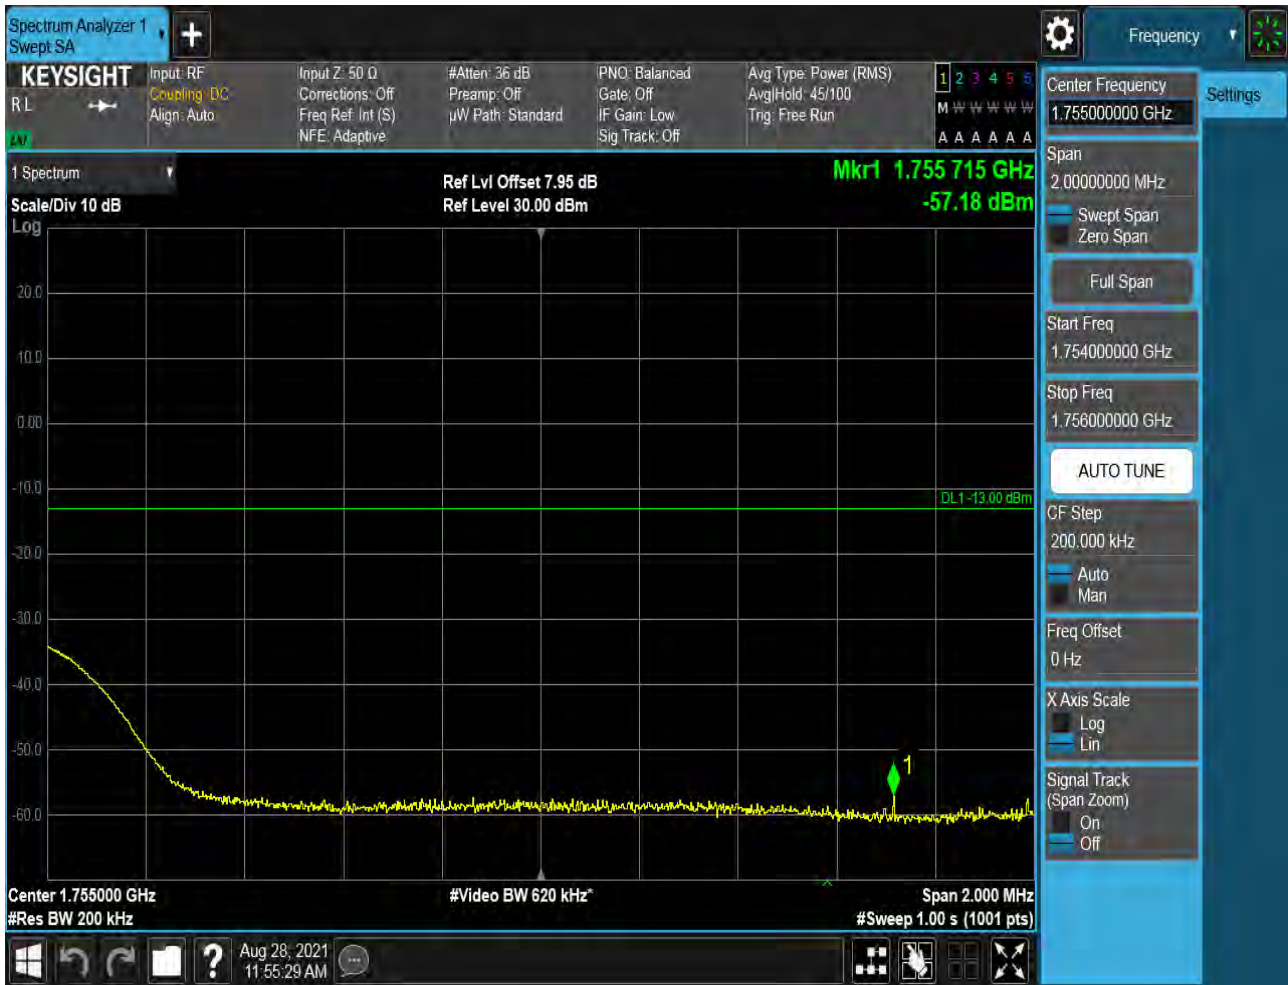 Spectrum Analyzer 1
Swept SA
+
Frequency
KEYSIGHT
R L
Input: RF
Coupling: DC
Align: Auto
Input Z: 50 Ω
Corrections: Off
Freq Ref: Int (S)
NFE: Adaptive
#Atten: 36 dB
Preamp: Off
µW Path: Standard
PNO: Balanced
Gate: Off
IF Gain: Low
Sig Track: Off
Avg Type: Power (RMS)
Avg|Hold: 45/100
Trig: Free Run
1 2 3 4 5 6
M W W W W W
A A A A A A
1 Spectrum
Scale/Div 10 dB
Log
Ref Lvl Offset 7.95 dB
Ref Level 30.00 dBm
Mkr1 1.755 715 GHz
-57.18 dBm
20.0
10.0
0.00
-10.0
DL1 -13.00 dBm
-20.0
-30.0
-40.0
-50.0
1
-60.0
Center 1.755000 GHz
#Video BW 620 kHz*
Span 2.000 MHz
#Res BW 200 kHz
#Sweep 1.00 s (1001 pts)
?
Aug 28, 2021
11:55:29 AM
Center Frequency
1.755000000 GHz
Settings
Span
2.00000000 MHz
Swept Span
Zero Span
Full Span
Start Freq
1.754000000 GHz
Stop Freq
1.756000000 GHz
AUTO TUNE
CF Step
200.000 kHz
Auto
Man
Freq Offset
0 Hz
X Axis Scale
Log
Lin
Signal Track
(Span Zoom)
On
Off